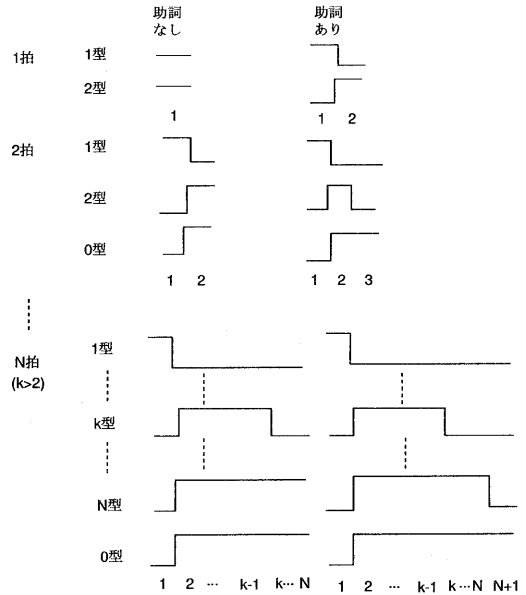 助詞 助詞
なし あり
1拍 1型
2型
1 1 2
2拍 1型
2型
0型
1 2 1 2 3
N拍 1型
(k>2)
k型
N型
0型
1 2 ... k-1 k... N 1 2 ... k-1 k...N N+1